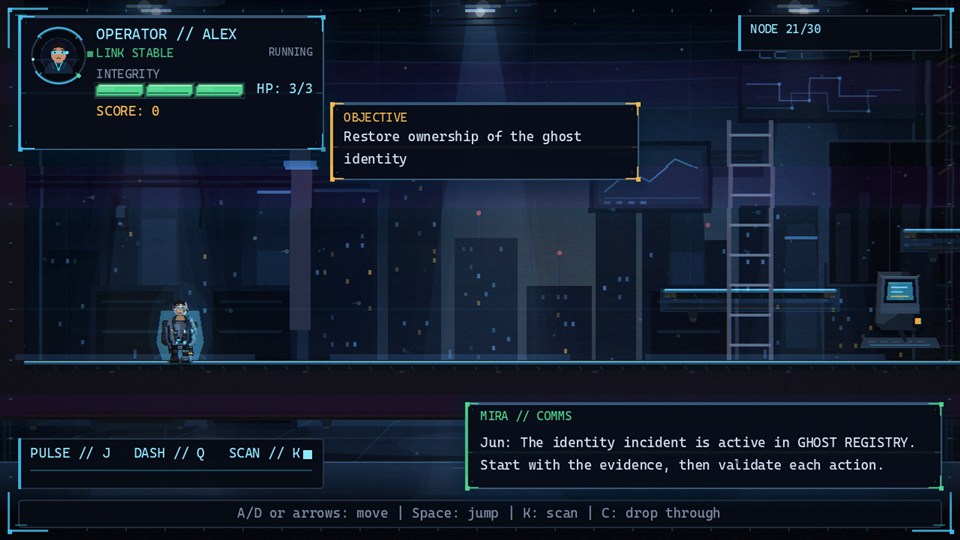 OPERATOR // ALEX
LINK STABLE
RUNNING
INTEGRITY
HP: 3/3
SCORE: 0
NODE 21/30
OBJECTIVE
Restore ownership of the ghost
identity
MIRA // COMMS
Jun: The identity incident is active in GHOST REGISTRY.
Start with the evidence, then validate each action.
PULSE // J DASH // Q SCAN // K
A/D or arrows: move | Space: jump | K: scan | C: drop through